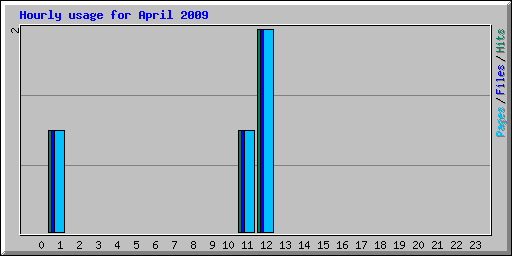 Hourly usage for April 2009
2
Pages/Files/Hits
0 1 2 3 4 5 6 7 8 9 10 11 12 13 14 15 16 17 18 19 20 21 22 23